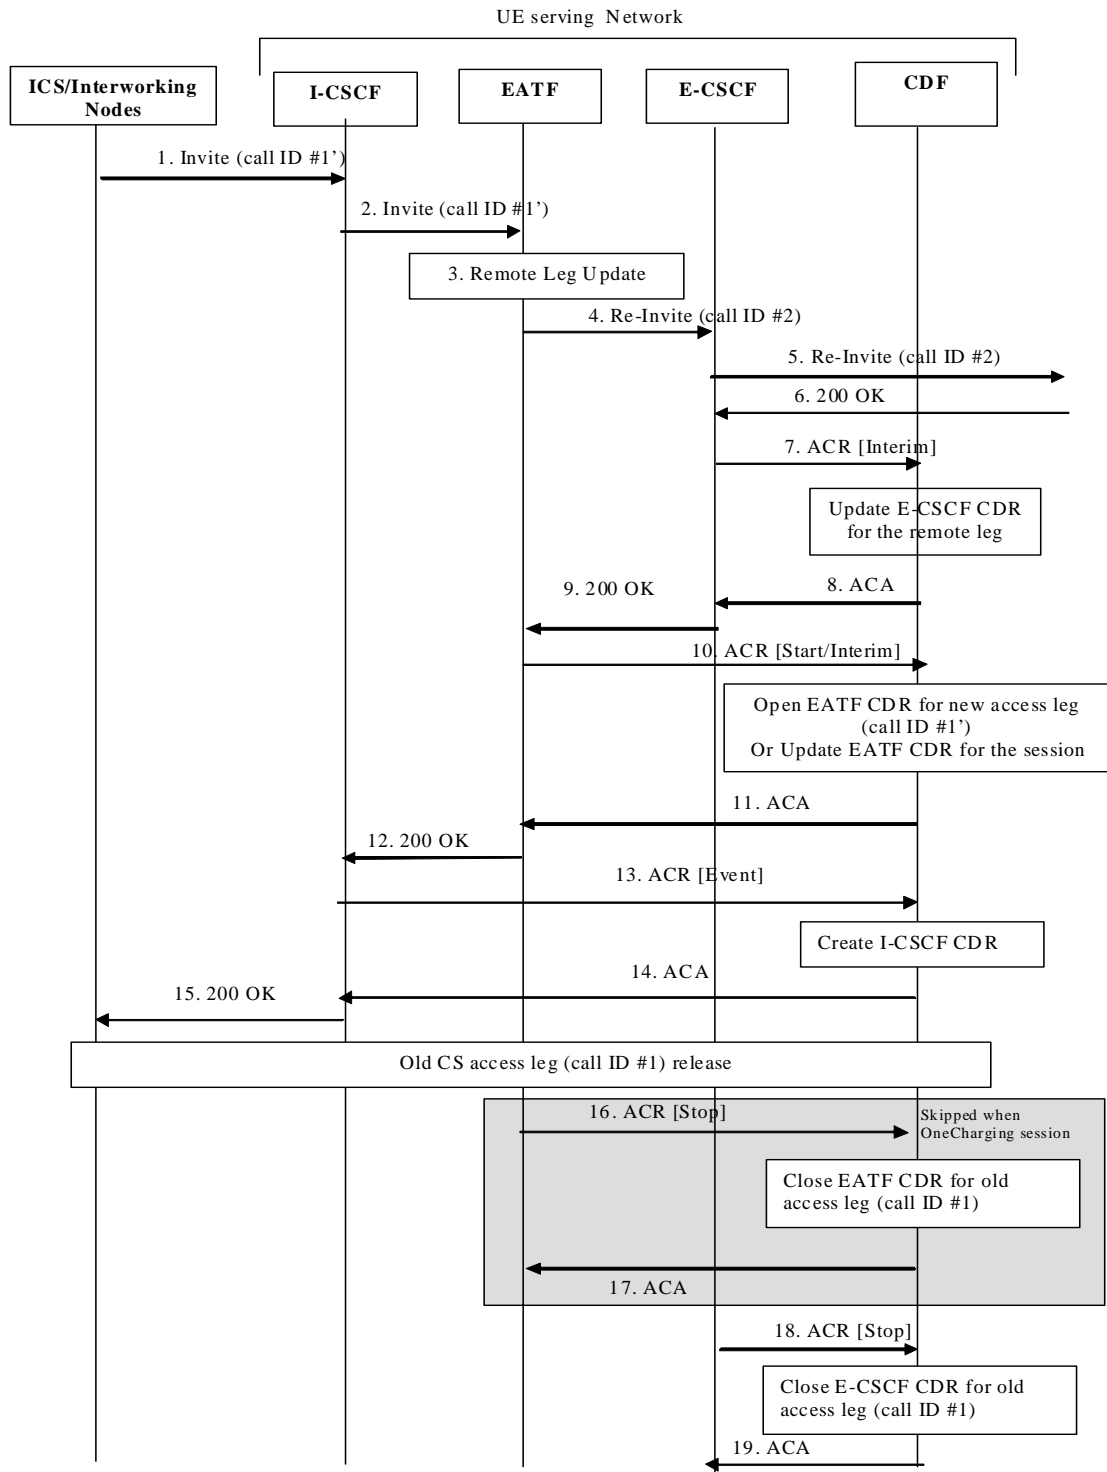 UE serving Network
ICS/Interworking
Nodes
I-CSCF
EATF
E-CSCF
CDF
1. Invite (call ID #1’)
2. Invite (call ID #1’)
3. Remote Leg Update
4. Re-Invite (call ID #2)
5. Re-Invite (call ID #2)
6. 200 OK
7. ACR [Interim]
Update E-CSCF CDR
for the remote leg
8. ACA
9. 200 OK
10. ACR [Start/Interim]
Open EATF CDR for new access leg
(call ID #1’)
Or Update EATF CDR for the session
11. ACA
12. 200 OK
13. ACR [Event]
Create I-CSCF CDR
14. ACA
15. 200 OK
Old CS access leg (call ID #1) release
16. ACR [Stop]
Skipped when
OneCharging session
Close EATF CDR for old
access leg (call ID #1)
17. ACA
18. ACR [Stop]
Close E-CSCF CDR for old
access leg (call ID #1)
19. ACA